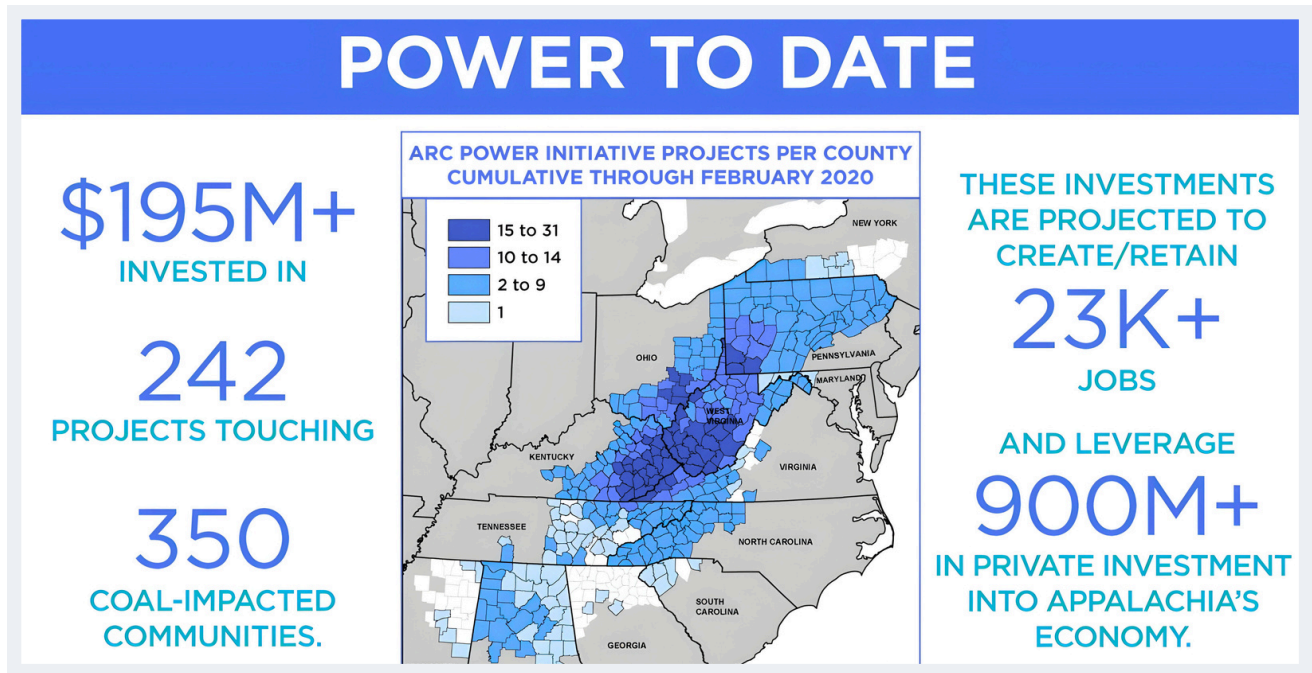 POWER TO DATE
$195M+
INVESTED IN
242
PROJECTS TOUCHING
350
COAL-IMPACTED
COMMUNITIES.
ARC POWER INITIATIVE PROJECTS PER COUNTY
CUMULATIVE THROUGH FEBRUARY 2020
15 to 31
10 to 14
2 to 9
1
NEW YORK
OHIO
PENNSYLVANIA
MARYLAND
WEST
VIRGINIA
KENTUCKY
VIRGINIA
TENNESSEE
NORTH CAROLINA
SOUTH
CAROLINA
GEORGIA
THESE INVESTMENTS
ARE PROJECTED TO
CREATE/RETAIN
23K+
JOBS
AND LEVERAGE
900M+
IN PRIVATE INVESTMENT
INTO APPALACHIA'S
ECONOMY.